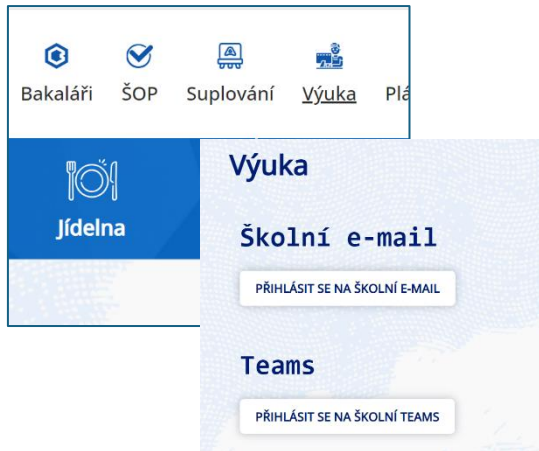 Bakaláři ŠOP Suplování Výuka
Jídelna
Výuka
Školní e-mail
PŘIHLÁSIT SE NA ŠKOLNÍ E-MAIL
Teams
PŘIHLÁSIT SE NA ŠKOLNÍ TEAMS